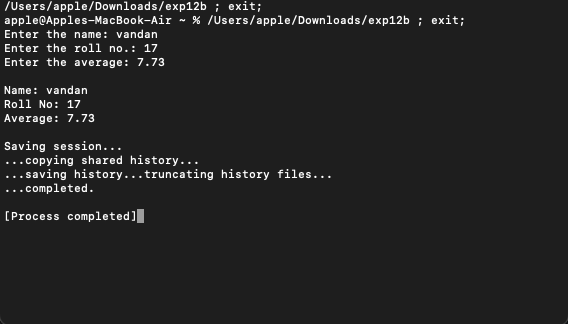 /Users/apple/Downloads/exp12b ; exit;
apple@Apples-MacBook-Air ~ % /Users/apple/Downloads/exp12b ; exit;
Enter the name: vandan
Enter the roll no.: 17
Enter the average: 7.73
Name: vandan
Roll No: 17
Average: 7.73
Saving session...
...copying shared history...
...saving history...truncating history files...
...completed.
[Process completed]